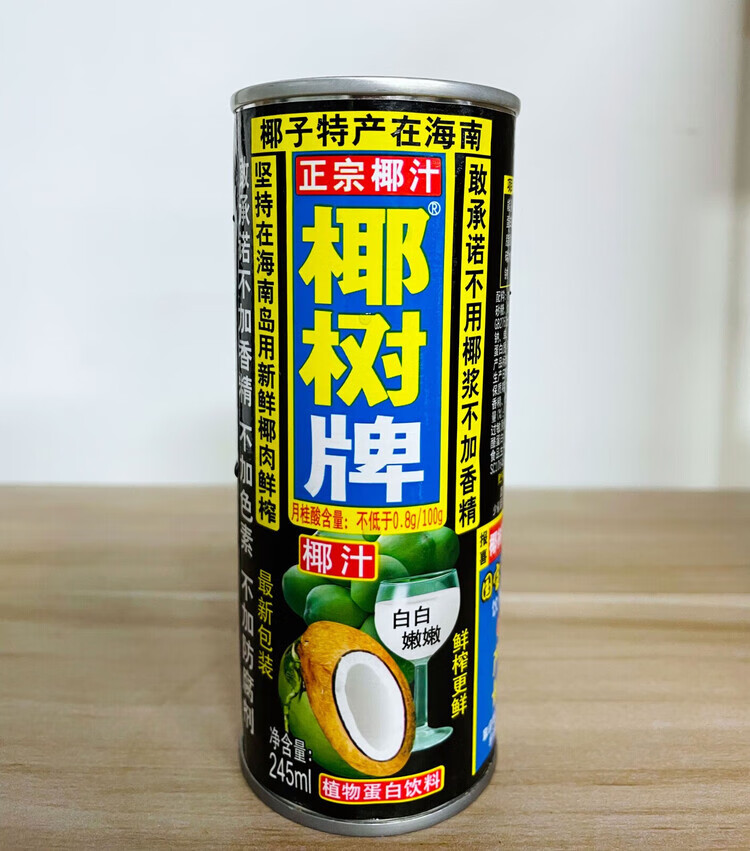 椰子特产在海南
正宗椰汁
椰树牌®
月桂酸含量：不低于0.8g/100g
敢承诺不加香精 不加色素 不加防腐剂
坚持在海南岛用新鲜椰肉鲜榨
敢承诺不用椰浆不加香精
椰汁
白白
嫩嫩
最新包装
鲜榨更鲜
净含量：
245ml
植物蛋白饮料